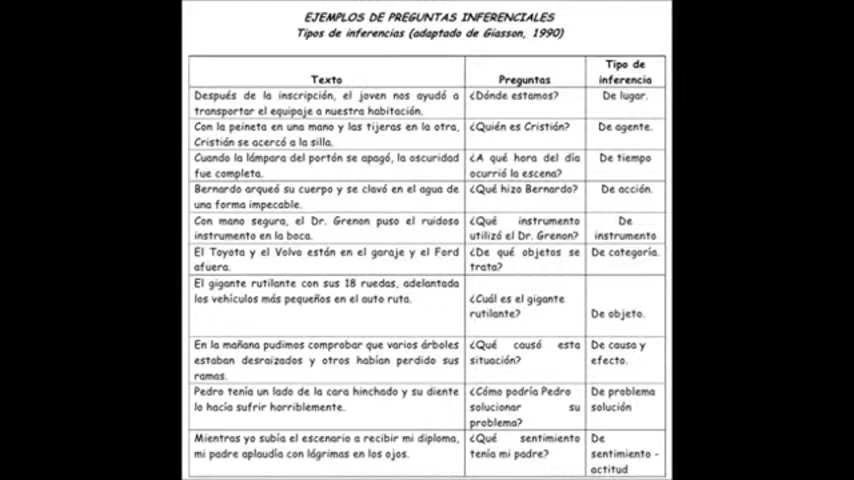 EJEMPLOS DE PREGUNTAS INFERENCIALES
Tipos de inferencias (adaptado de Giasson, 1990)
Texto
Preguntas
Tipo de
inferencia
Después de la inscripción, el joven nos ayudó a
transportar el equipaje a nuestra habitación.
¿Dónde estamos?
De lugar.
Con la peineta en una mano y las tijeras en la otra,
Cristián se acercó a la silla.
¿Quién es Cristián?
De agente.
Cuando la lámpara del portón se apagó, la oscuridad
fue completa.
¿A qué hora del día
ocurrió la escena?
De tiempo
Bernardo arqueó su cuerpo y se clavó en el agua de
una forma impecable.
¿Qué hizo Bernardo?
De acción.
Con mano segura, el Dr. Grenon puso el ruidoso
instrumento en la boca.
¿Qué instrumento
utilizó el Dr. Grenon?
De
instrumento
El Toyota y el Volvo están en el garaje y el Ford
afuera.
¿De qué objetos se
trata?
De categoría.
El gigante rutilante con sus 18 ruedas, adelantada
los vehículos más pequeños en el auto ruta.
¿Cuál es el gigante
rutilante?
De objeto.
En la mañana pudimos comprobar que varios árboles
estaban desraizados y otros habían perdido sus
ramas.
¿Qué causó esta
situación?
De causa y
efecto.
Pedro tenía un lado de la cara hinchado y su diente
lo hacía sufrir horriblemente.
¿Cómo podría Pedro
solucionar su
problema?
De problema
solución
Mientras yo subía el escenario a recibir mi diploma,
mi padre aplaudía con lágrimas en los ojos.
¿Qué sentimiento
tenía mi padre?
De
sentimiento -
actitud